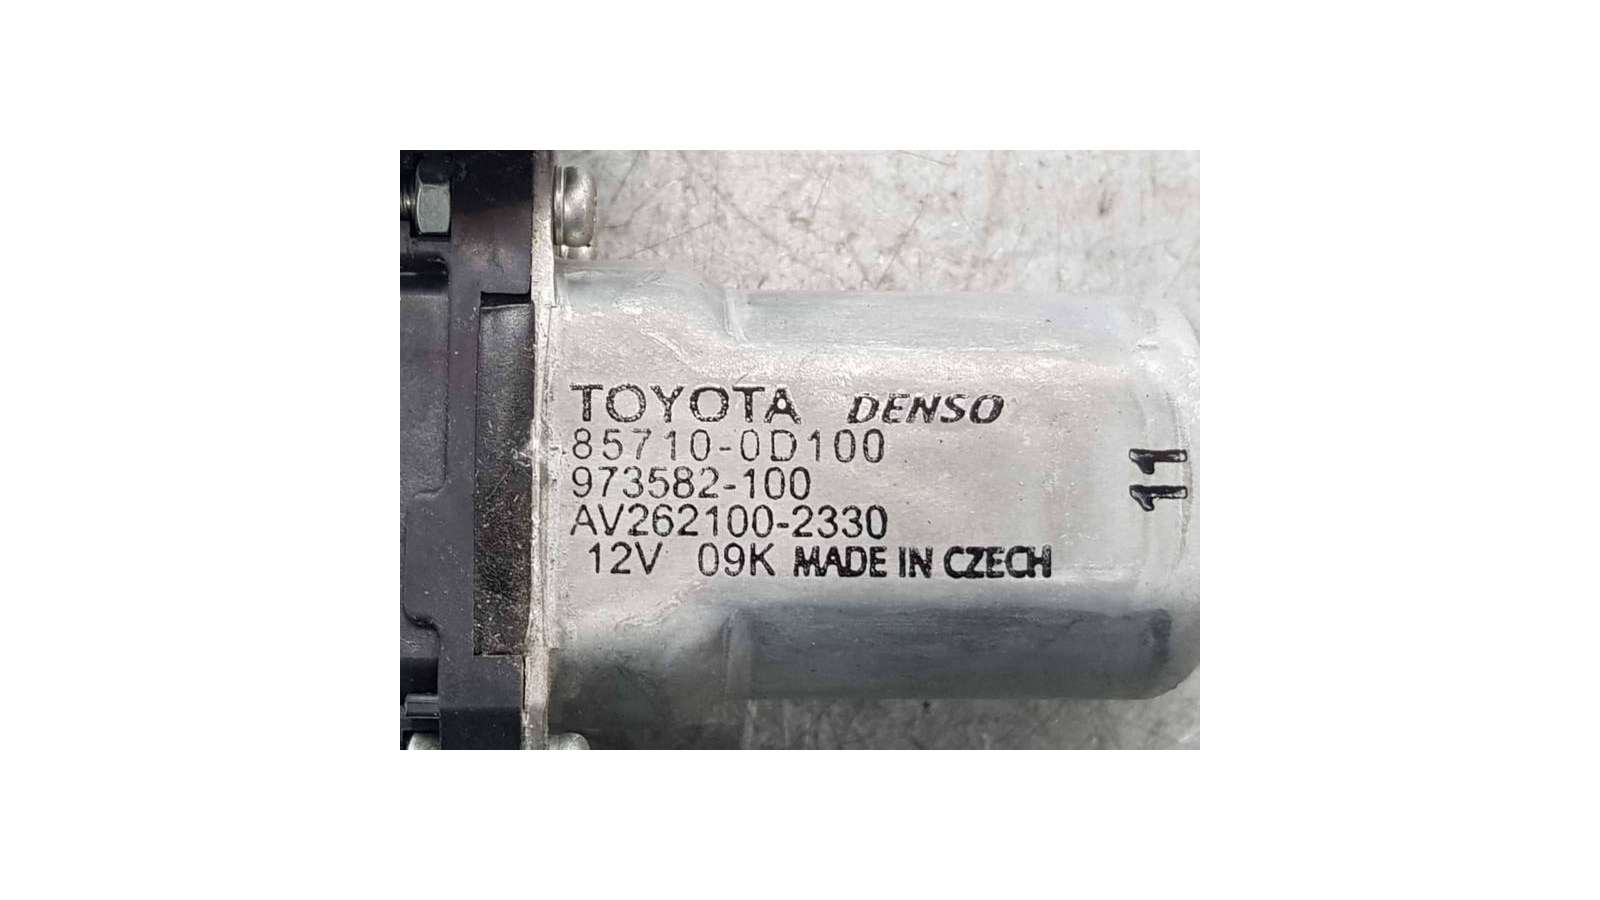 TOYOTA DENSO
85710-0D100
973582-100
AV262100-2330
12V 09K MADE IN CZECH
11